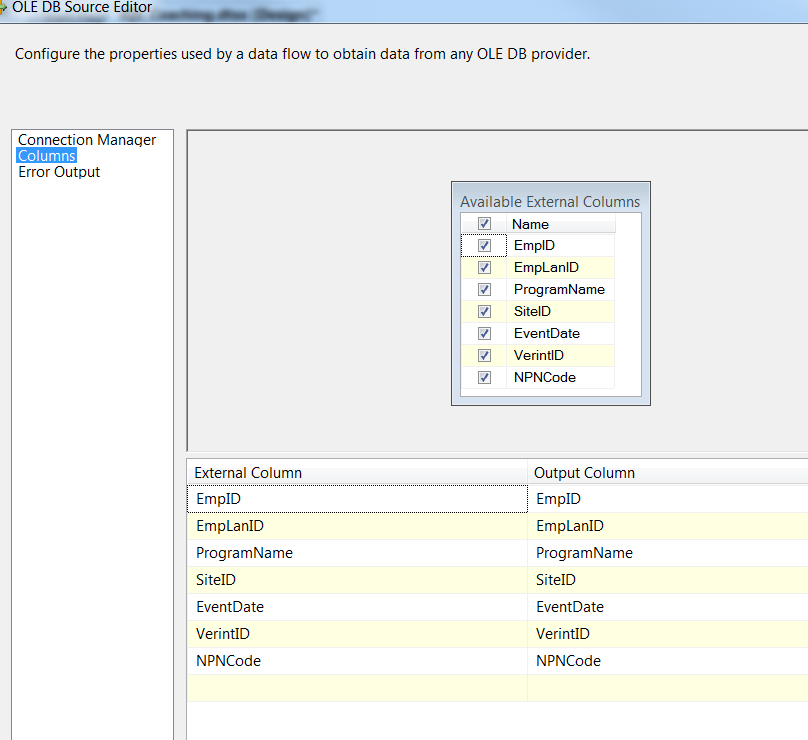 OLE DB Source Editor
Configure the properties used by a data flow to obtain data from any OLE DB provider.
Connection Manager
Columns
Error Output
Available External Columns
Name
EmpID
EmpLanID
ProgramName
SiteID
EventDate
VerintID
NPNCode
External Column Output Column
EmpID EmpID
EmpLanID EmpLanID
ProgramName ProgramName
SiteID SiteID
EventDate EventDate
VerintID VerintID
NPNCode NPNCode